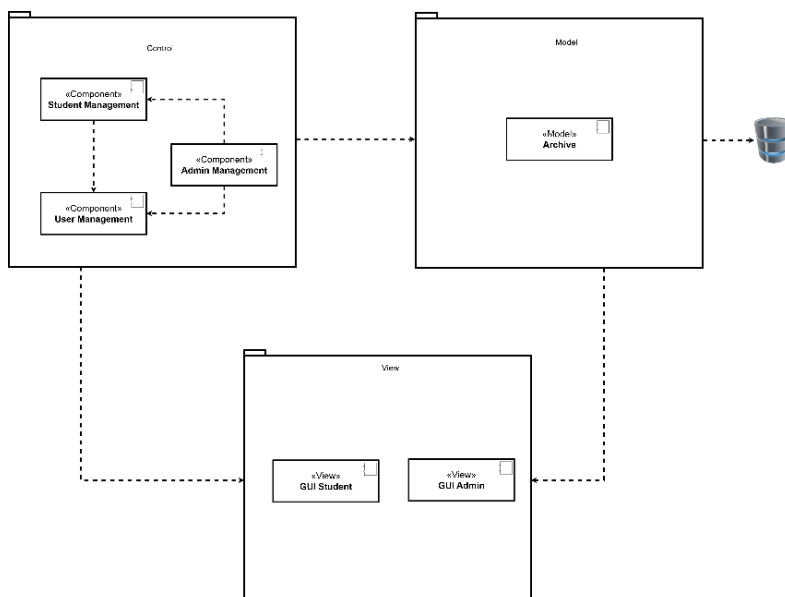 Control
«Component»
Student Management
«Component»
Admin Management
«Component»
User Management
Model
«Model»
Archive
View
«View»
GUI Student
«View»
GUI Admin